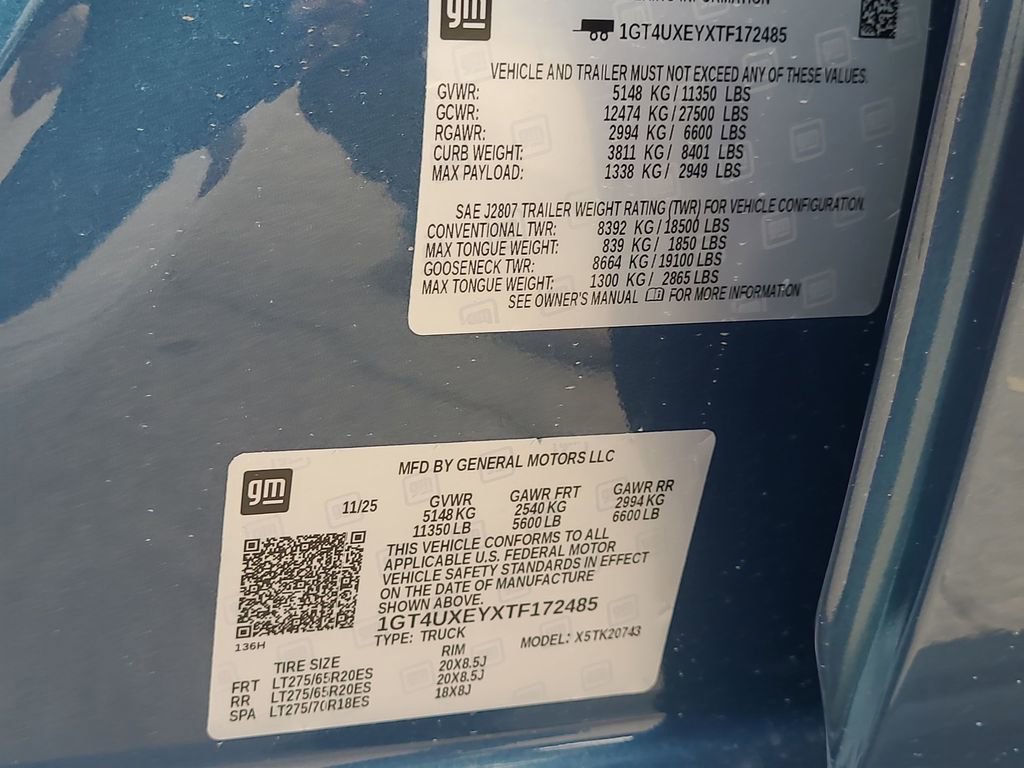 gm
INFORMATION
1GT4UXEYXTF172485
VEHICLE AND TRAILER MUST NOT EXCEED ANY OF THESE VALUES.
GVWR: 5148 KG / 11350 LBS
GCWR: 12474 KG / 27500 LBS
RGAWR: 2994 KG / 6600 LBS
CURB WEIGHT: 3811 KG / 8401 LBS
MAX PAYLOAD: 1338 KG / 2949 LBS
SAE J2807 TRAILER WEIGHT RATING (TWR) FOR VEHICLE CONFIGURATION.
CONVENTIONAL TWR: 8392 KG / 18500 LBS
MAX TONGUE WEIGHT: 839 KG / 1850 LBS
GOOSENECK TWR: 8664 KG / 19100 LBS
MAX TONGUE WEIGHT: 1300 KG / 2865 LBS
SEE OWNER'S MANUAL FOR MORE INFORMATION
gm
MFD BY GENERAL MOTORS LLC
11/25 GVWR GAWR FRT GAWR RR
5148 KG 2540 KG 2994 KG
11350 LB 5600 LB 6600 LB
THIS VEHICLE CONFORMS TO ALL
APPLICABLE U.S. FEDERAL MOTOR
VEHICLE SAFETY STANDARDS IN EFFECT
ON THE DATE OF MANUFACTURE
SHOWN ABOVE.
1GT4UXEYXTF172485
136H
TYPE: TRUCK MODEL: X5TK20743
TIRE SIZE RIM
FRT LT275/65R20ES 20X8.5J
RR LT275/65R20ES 20X8.5J
SPA LT275/70R18ES 18X8J